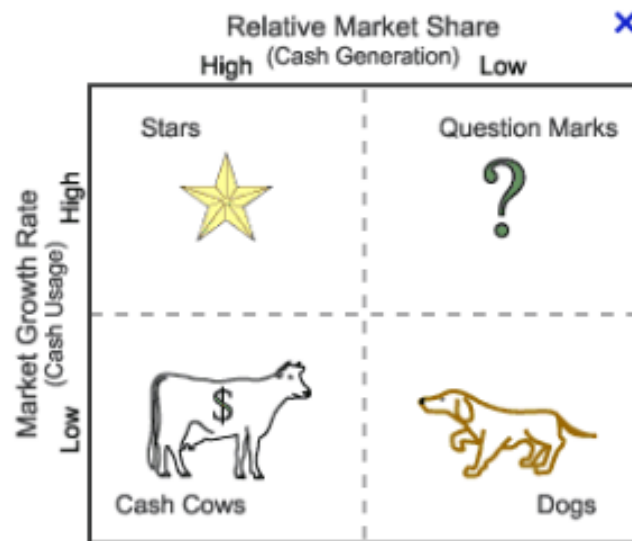 Relative Market Share
(Cash Generation)
High Low
Stars Question Marks
?
Market Growth Rate
(Cash Usage)
High
Low
$
Cash Cows Dogs